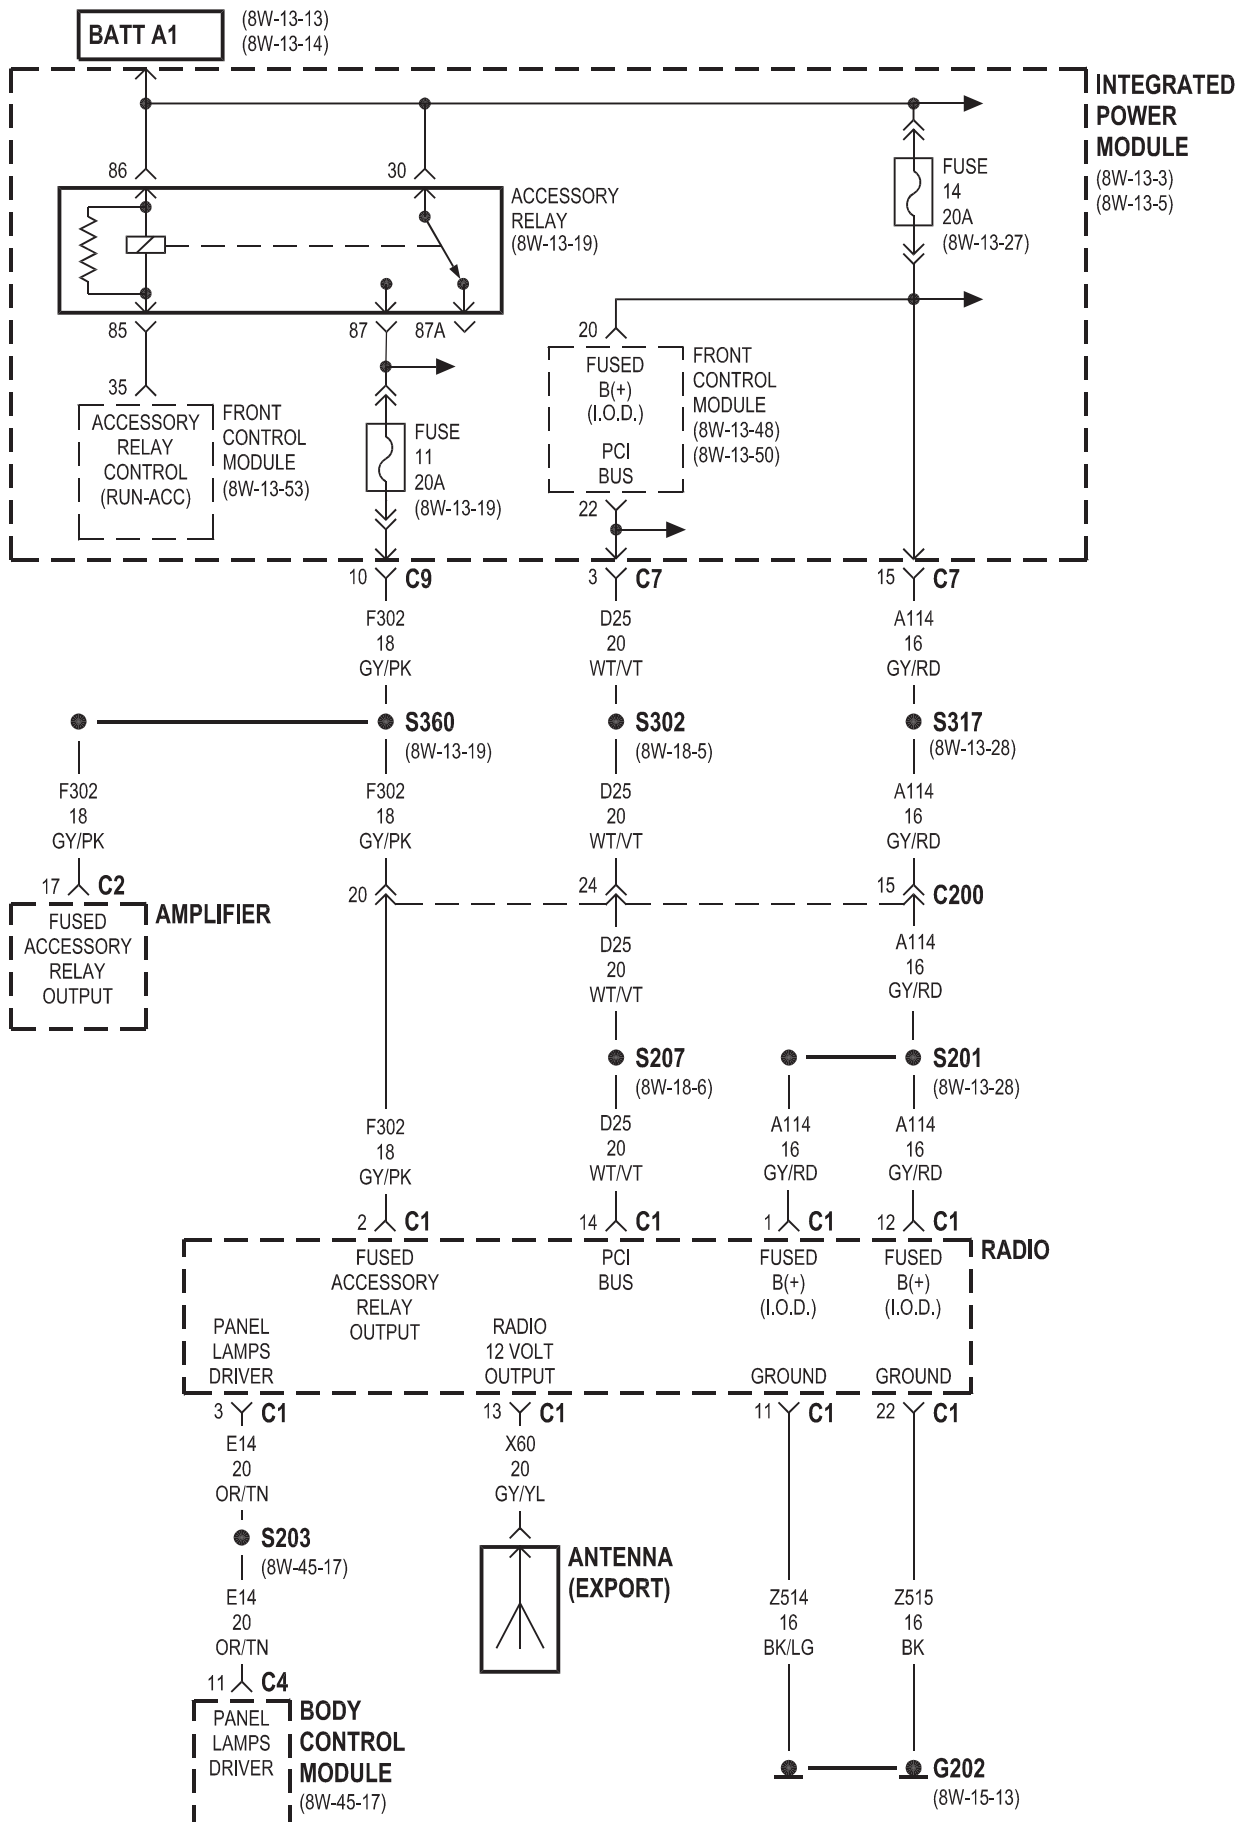 BATT A1
(8W-13-13)
(8W-13-14)
INTEGRATED
POWER
MODULE
(8W-13-3)
(8W-13-5)
86
30
ACCESSORY
RELAY
(8W-13-19)
FUSE
14
20A
(8W-13-27)
85
87
87A
20
35
ACCESSORY
RELAY
CONTROL
(RUN-ACC)
FRONT
CONTROL
MODULE
(8W-13-53)
FUSE
11
20A
(8W-13-19)
FUSED
B(+)
(I.O.D.)
PCI
BUS
FRONT
CONTROL
MODULE
(8W-13-48)
(8W-13-50)
22
10
C9
3
C7
15
C7
F302
18
GY/PK
D25
20
WT/VT
A114
16
GY/RD
S360
(8W-13-19)
S302
(8W-18-5)
S317
(8W-13-28)
F302
18
GY/PK
F302
18
GY/PK
D25
20
WT/VT
A114
16
GY/RD
17
C2
20
24
15
C200
AMPLIFIER
FUSED
ACCESSORY
RELAY
OUTPUT
D25
20
WT/VT
A114
16
GY/RD
S207
(8W-18-6)
S201
(8W-13-28)
F302
18
GY/PK
D25
20
WT/VT
A114
16
GY/RD
A114
16
GY/RD
2
C1
14
C1
1
C1
12
C1
RADIO
FUSED
ACCESSORY
RELAY
OUTPUT
PCI
BUS
FUSED
B(+)
(I.O.D.)
FUSED
B(+)
(I.O.D.)
PANEL
LAMPS
DRIVER
RADIO
12 VOLT
OUTPUT
GROUND
GROUND
3
C1
13
C1
11
C1
22
C1
E14
20
OR/TN
X60
20
GY/YL
S203
(8W-45-17)
ANTENNA
(EXPORT)
E14
20
OR/TN
Z514
16
BK/LG
Z515
16
BK
11
C4
PANEL
LAMPS
DRIVER
BODY
CONTROL
MODULE
(8W-45-17)
G202
(8W-15-13)